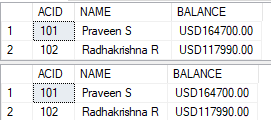 ACID NAME BALANCE
1 101 Praveen S USD164700.00
2 102 Radhakrishna R USD117990.00
ACID NAME BALANCE
1 101 Praveen S USD164700.00
2 102 Radhakrishna R USD117990.00